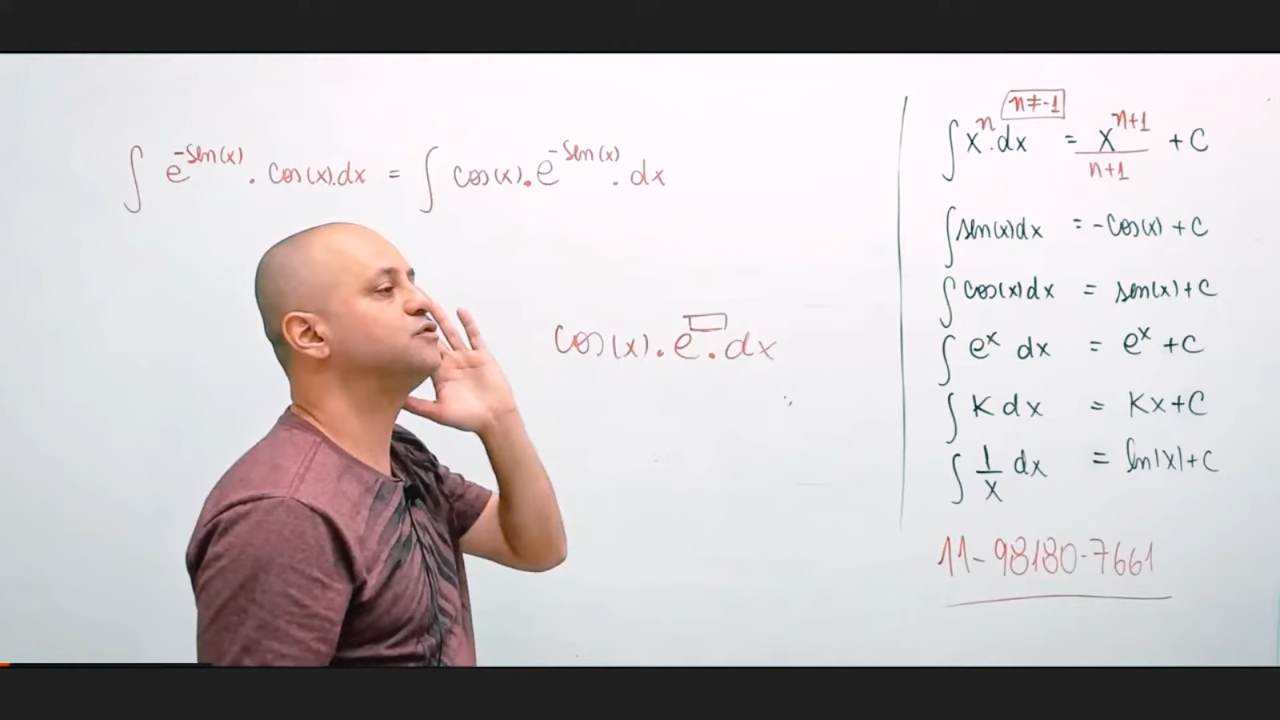 ∫ e^-sen(x) . cos(x).dx = ∫ cos(x) . e^-sen(x) . dx
cos(x) . e^□ . dx
n≠-1
∫ x^n . dx = x^n+1 / n+1 + C
∫ sen(x)dx = -cos(x) + C
∫ cos(x)dx = sen(x) + C
∫ e^x dx = e^x + C
∫ K dx = Kx + C
∫ 1/x dx = ln|x| + C
11-98180-7661